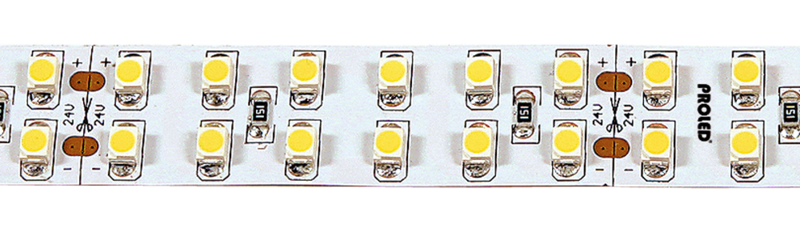 + +
24V 24V
- -
151
151
+ +
24V 24V
- -
PROLED